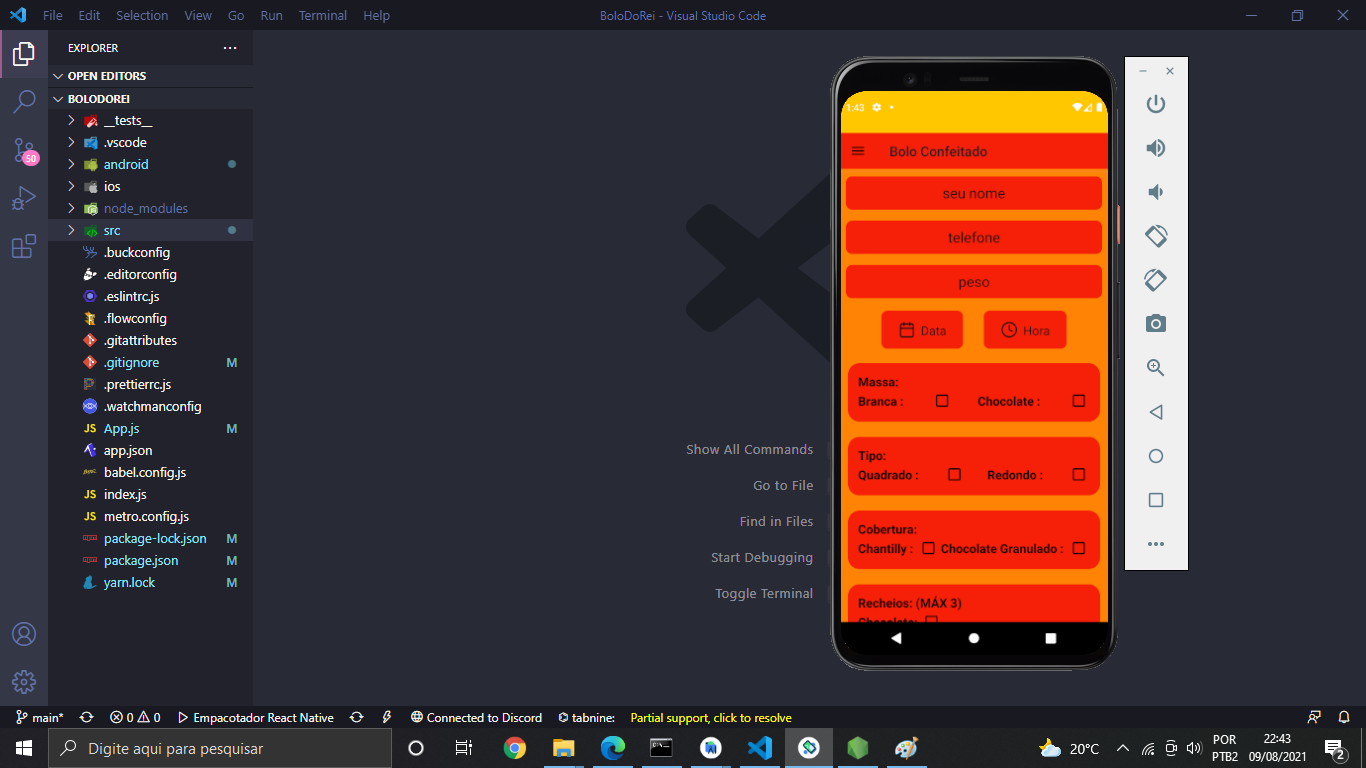 File Edit Selection View Go Run Terminal Help
BoloDoRei - Visual Studio Code
EXPLORER
OPEN EDITORS
BOLODOREI
__tests__
.vscode
android
ios
node_modules
src
.buckconfig
.editorconfig
.eslintrc.js
.flowconfig
.gitattributes
.gitignore M
.prettierrc.js
.watchmanconfig
JS App.js M
app.json
babel.config.js
JS index.js
JS metro.config.js
package-lock.json M
package.json M
yarn.lock M
50
Show All Commands
Go to File
Find in Files
Start Debugging
Toggle Terminal
1:43
Bolo Confeitado
seu nome
telefone
peso
Data Hora
Massa:
Branca : Chocolate :
Tipo:
Quadrado : Redondo :
Cobertura:
Chantilly : Chocolate Granulado :
Recheios: (MÁX 3)
Chocolate:
main* 0 0 Empacotador React Native Connected to Discord tabnine: Partial support, click to resolve
Digite aqui para pesquisar
20°C
POR
PTB2
22:43
09/08/2021
2